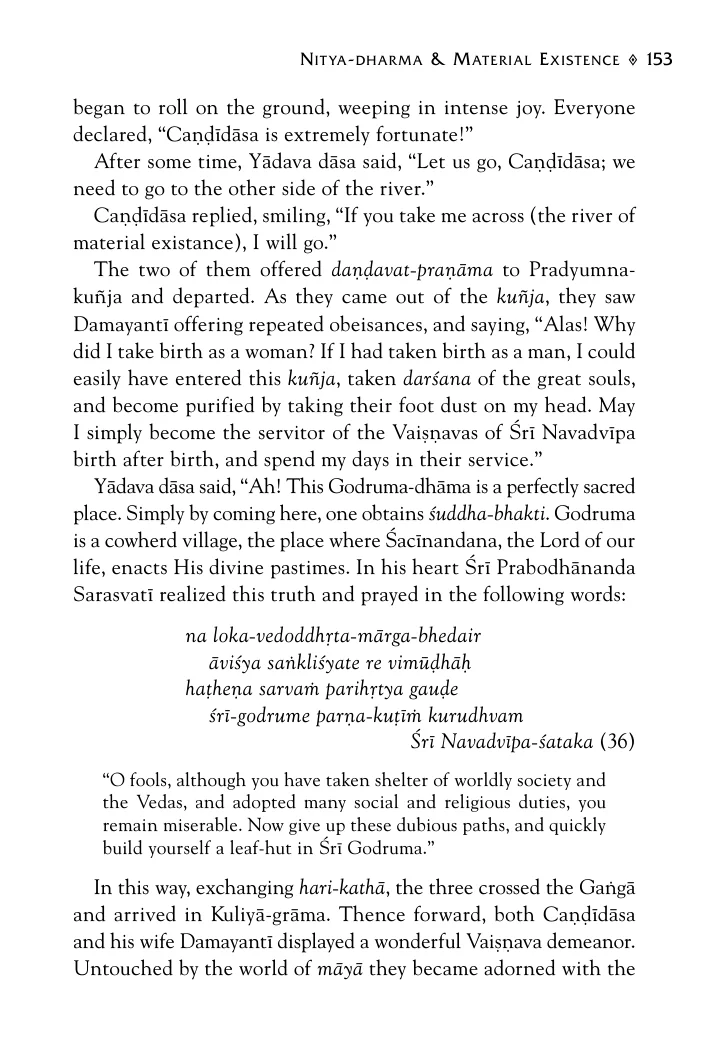 NITYA-DHARMA & MATERIAL EXISTENCE ◊ 153
began to roll on the ground, weeping in intense joy. Everyone
declared, “Caṇḍīdāsa is extremely fortunate!”
After some time, Yādava dāsa said, “Let us go, Caṇḍīdāsa; we
need to go to the other side of the river.”
Caṇḍīdāsa replied, smiling, “If you take me across (the river of
material existance), I will go.”
The two of them offered daṇḍavat-praṇāma to Pradyumna-
kuñja and departed. As they came out of the kuñja, they saw
Damayantī offering repeated obeisances, and saying, “Alas! Why
did I take birth as a woman? If I had taken birth as a man, I could
easily have entered this kuñja, taken darśana of the great souls,
and become purified by taking their foot dust on my head. May
I simply become the servitor of the Vaiṣṇavas of Śrī Navadvīpa
birth after birth, and spend my days in their service.”
Yādava dāsa said, “Ah! This Godruma-dhāma is a perfectly sacred
place. Simply by coming here, one obtains śuddha-bhakti. Godruma
is a cowherd village, the place where Śacīnandana, the Lord of our
life, enacts His divine pastimes. In his heart Śrī Prabodhānanda
Sarasvatī realized this truth and prayed in the following words:
na loka-vedoddhṛta-mārga-bhedair
āviśya saṅkliśyate re vimūḍhāḥ
haṭheṇa sarvaṁ parihṛtya gauḍe
śrī-godrume parṇa-kuṭīṁ kurudhvam
Śrī Navadvīpa-śataka (36)
“O fools, although you have taken shelter of worldly society and
the Vedas, and adopted many social and religious duties, you
remain miserable. Now give up these dubious paths, and quickly
build yourself a leaf-hut in Śrī Godruma.”
In this way, exchanging hari-kathā, the three crossed the Gaṅgā
and arrived in Kuliyā-grāma. Thence forward, both Caṇḍīdāsa
and his wife Damayantī displayed a wonderful Vaiṣṇava demeanor.
Untouched by the world of māyā they became adorned with the